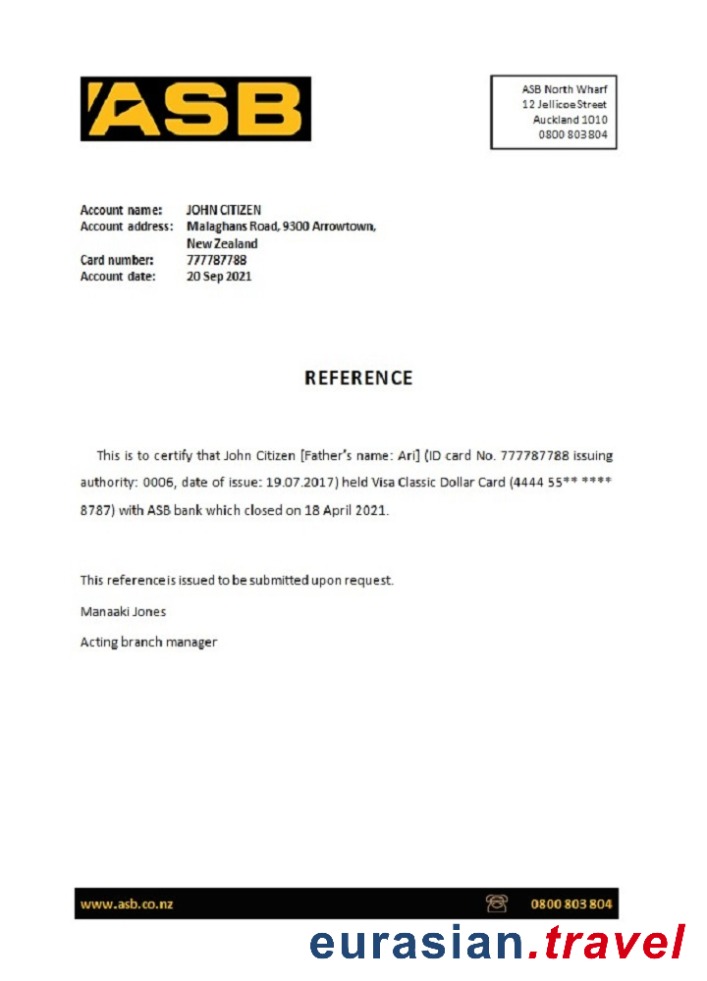 ASB
ASB North Wharf
12 Jellicoe Street
Auckland 1010
0800 803 804
Account name: JOHN CITIZEN
Account address: Malaghans Road, 9300 Arrowtown,
New Zealand
Card number: 777787788
Account date: 20 Sep 2021
REFERENCE
This is to certify that John Citizen [Father's name: Ari] (ID card No. 777787788 issuing
authority: 0006, date of issue: 19.07.2017) held Visa Classic Dollar Card (4444 55** ****
8787) with ASB bank which closed on 18 April 2021.
This reference is issued to be submitted upon request.
Manaaki Jones
Acting branch manager
www.asb.co.nz 0800 803 804
eurasian.travel